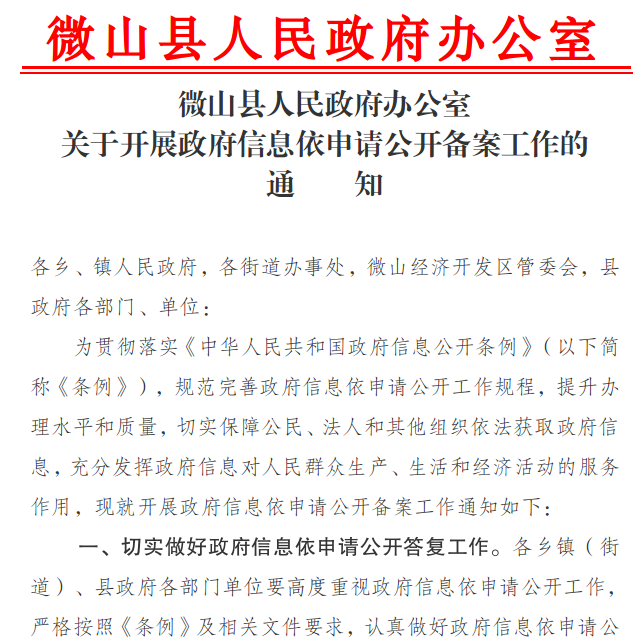 微山县人民政府办公室
微山县人民政府办公室
关于开展政府信息依申请公开备案工作的
通　　知
各乡、镇人民政府，各街道办事处，微山经济开发区管委会，县
政府各部门、单位：
为贯彻落实《中华人民共和国政府信息公开条例》（以下简
称《条例》），规范完善政府信息依申请公开工作规程，提升办
理水平和质量，切实保障公民、法人和其他组织依法获取政府信
息，充分发挥政府信息对人民群众生产、生活和经济活动的服务
作用，现就开展政府信息依申请公开备案工作通知如下：
一、切实做好政府信息依申请公开答复工作。各乡镇（街
道）、县政府各部门单位要高度重视政府信息依申请公开工作，
严格按照《条例》及相关文件要求，认真做好政府信息依申请公